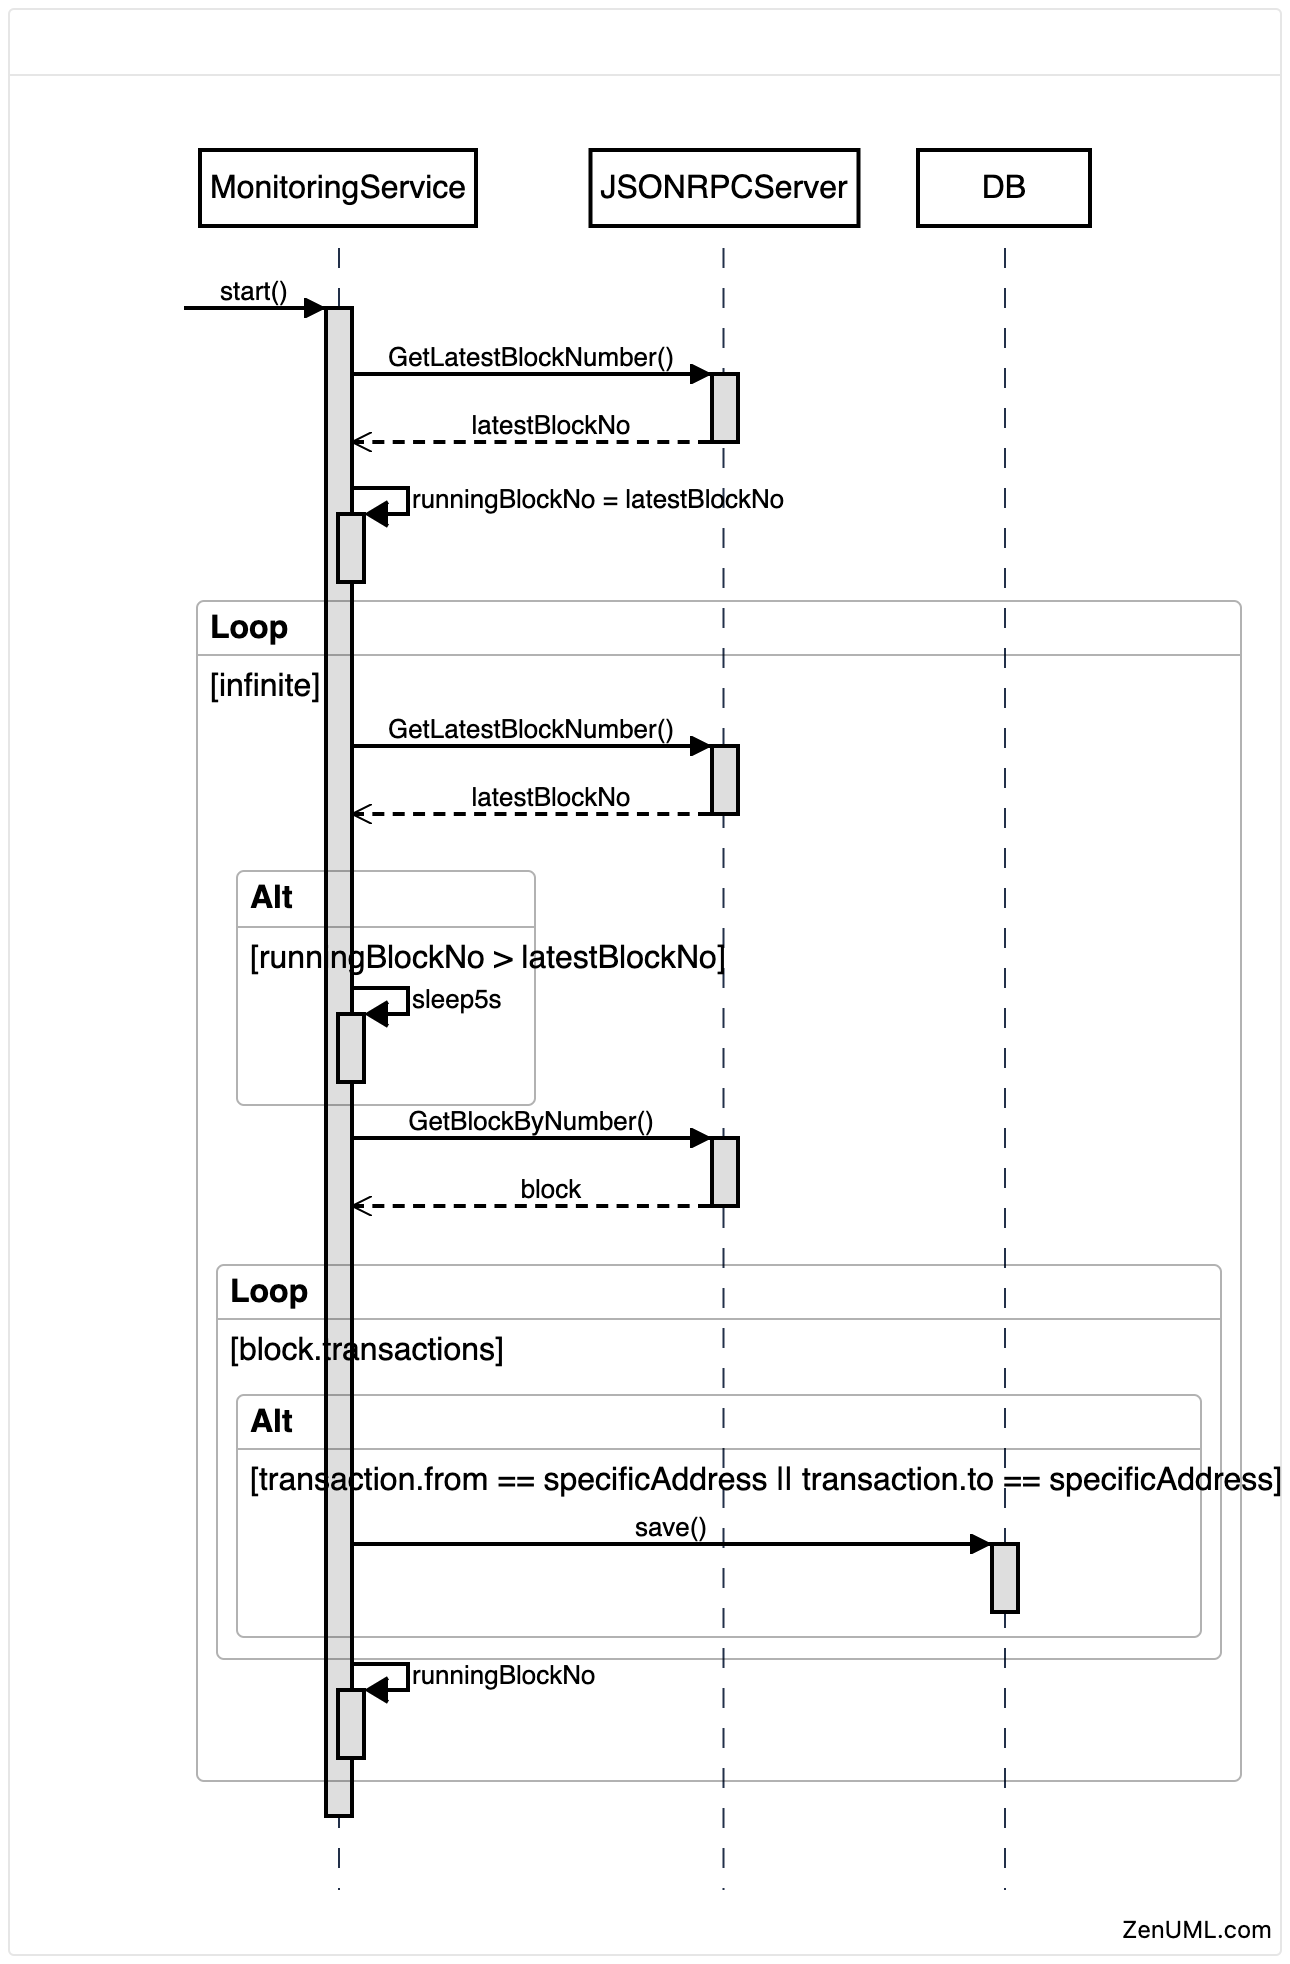 MonitoringService
JSONRPCServer
DB
start()
GetLatestBlockNumber()
latestBlockNo
runningBlockNo = latestBlockNo
Loop
[infinite]
GetLatestBlockNumber()
latestBlockNo
Alt
[runningBlockNo > latestBlockNo]
sleep5s
GetBlockByNumber()
block
Loop
[block.transactions]
Alt
[transaction.from == specificAddress || transaction.to == specificAddress]
save()
runningBlockNo
ZenUML.com